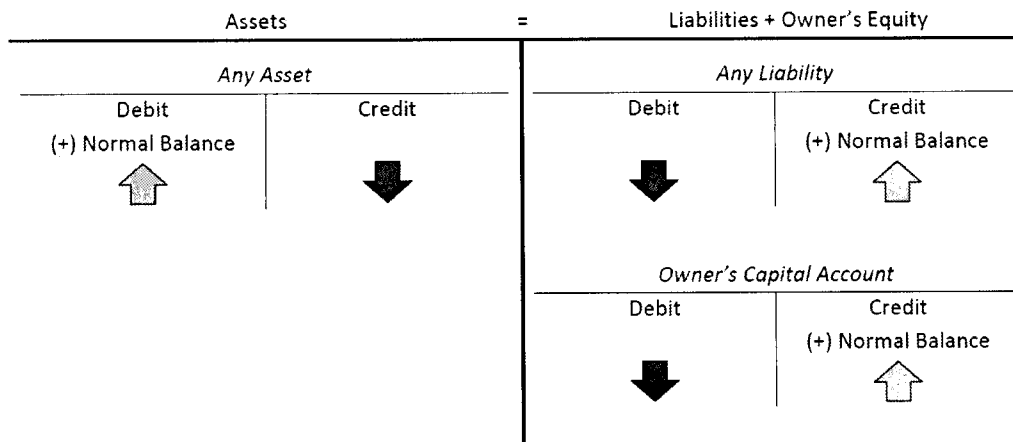 Assets = Liabilities + Owner's Equity
Any Asset Any Liability
Debit Credit Debit Credit
(+) Normal Balance (+) Normal Balance
Owner's Capital Account
Debit Credit
(+) Normal Balance